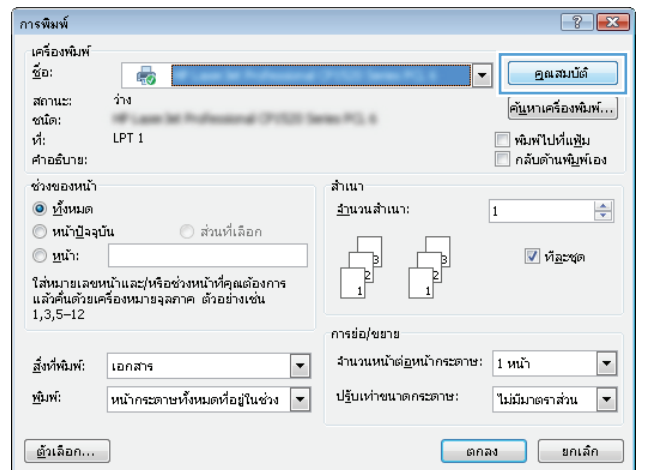 การพิมพ์
เครื่องพิมพ์
ชื่อ:
คุณสมบัติ
สถานะ: ว่าง
ค้นหาเครื่องพิมพ์...
ชนิด:
ที่: LPT 1
พิมพ์ไปที่แฟ้ม
คำอธิบาย:
กลับด้านพิมพ์เอง
ช่วงของหน้า
ทั้งหมด
หน้าปัจจุบัน ส่วนที่เลือก
หน้า:
ใส่หมายเลขหน้าและ/หรือช่วงหน้าที่คุณต้องการ
แล้วคั่นด้วยเครื่องหมายจุลภาค ตัวอย่างเช่น
1,3,5–12
สำเนา
จำนวนสำเนา: 1
3 3
2 2
1 1
ทีละชุด
สิ่งที่พิมพ์: เอกสาร
พิมพ์: หน้ากระดาษทั้งหมดที่อยู่ในช่วง
การย่อ/ขยาย
จำนวนหน้าต่อหน้ากระดาษ: 1 หน้า
ปรับเท่าขนาดกระดาษ: ไม่มีมาตราส่วน
ตัวเลือก...
ตกลง
ยกเลิก